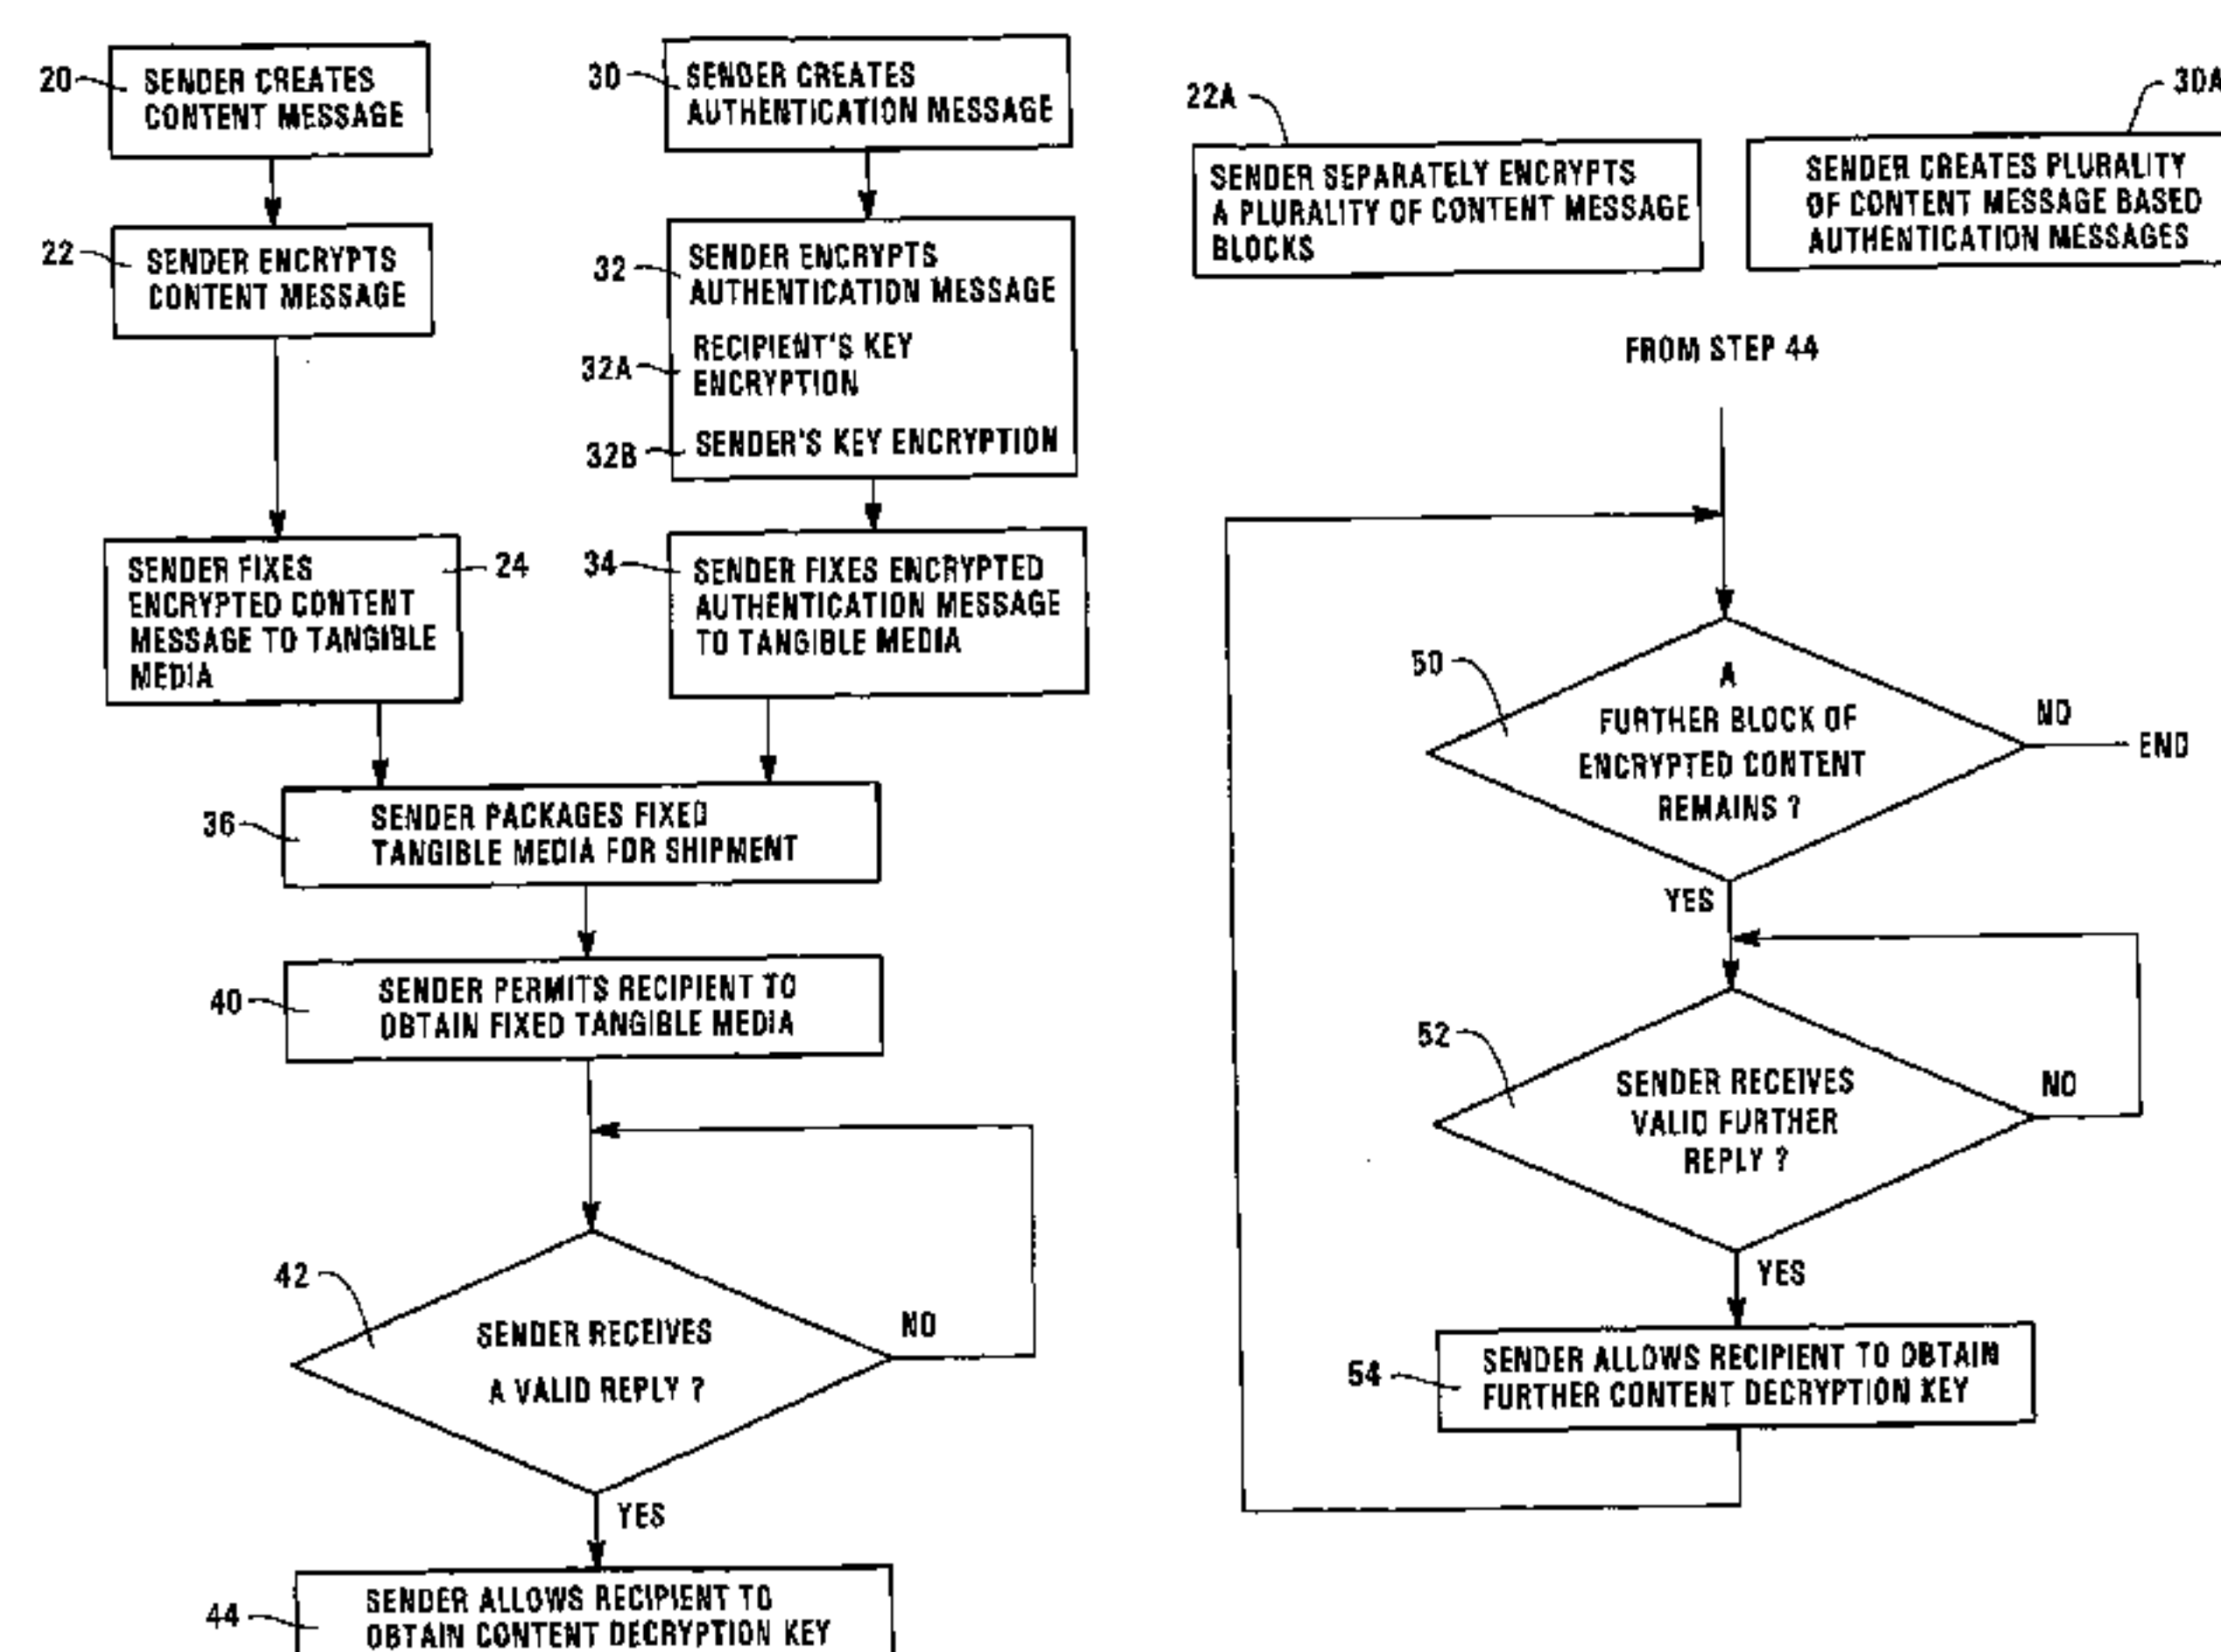 20
SENDER CREATES
CONTENT MESSAGE
22
SENDER ENCRYPTS
CONTENT MESSAGE
SENDER FIXES
ENCRYPTED CONTENT
MESSAGE TO TANGIBLE
MEDIA
24
30
SENDER CREATES
AUTHENTICATION MESSAGE
32
SENDER ENCRYPTS
AUTHENTICATION MESSAGE
32A
RECIPIENT'S KEY
ENCRYPTION
32B
SENDER'S KEY ENCRYPTION
34
SENDER FIXES ENCRYPTED
AUTHENTICATION MESSAGE
TO TANGIBLE MEDIA
36
SENDER PACKAGES FIXED
TANGIBLE MEDIA FOR SHIPMENT
40
SENDER PERMITS RECIPIENT TO
OBTAIN FIXED TANGIBLE MEDIA
42
SENDER RECEIVES
A VALID REPLY ?
NO
YES
44
SENDER ALLOWS RECIPIENT TO
OBTAIN CONTENT DECRYPTION KEY
22A
SENDER SEPARATELY ENCRYPTS
A PLURALITY OF CONTENT MESSAGE
BLOCKS
30A
SENDER CREATES PLURALITY
OF CONTENT MESSAGE BASED
AUTHENTICATION MESSAGES
FROM STEP 44
50
A
FURTHER BLOCK OF
ENCRYPTED CONTENT
REMAINS ?
NO
END
YES
52
SENDER RECEIVES
VALID FURTHER
REPLY ?
NO
YES
54
SENDER ALLOWS RECIPIENT TO OBTAIN
FURTHER CONTENT DECRYPTION KEY